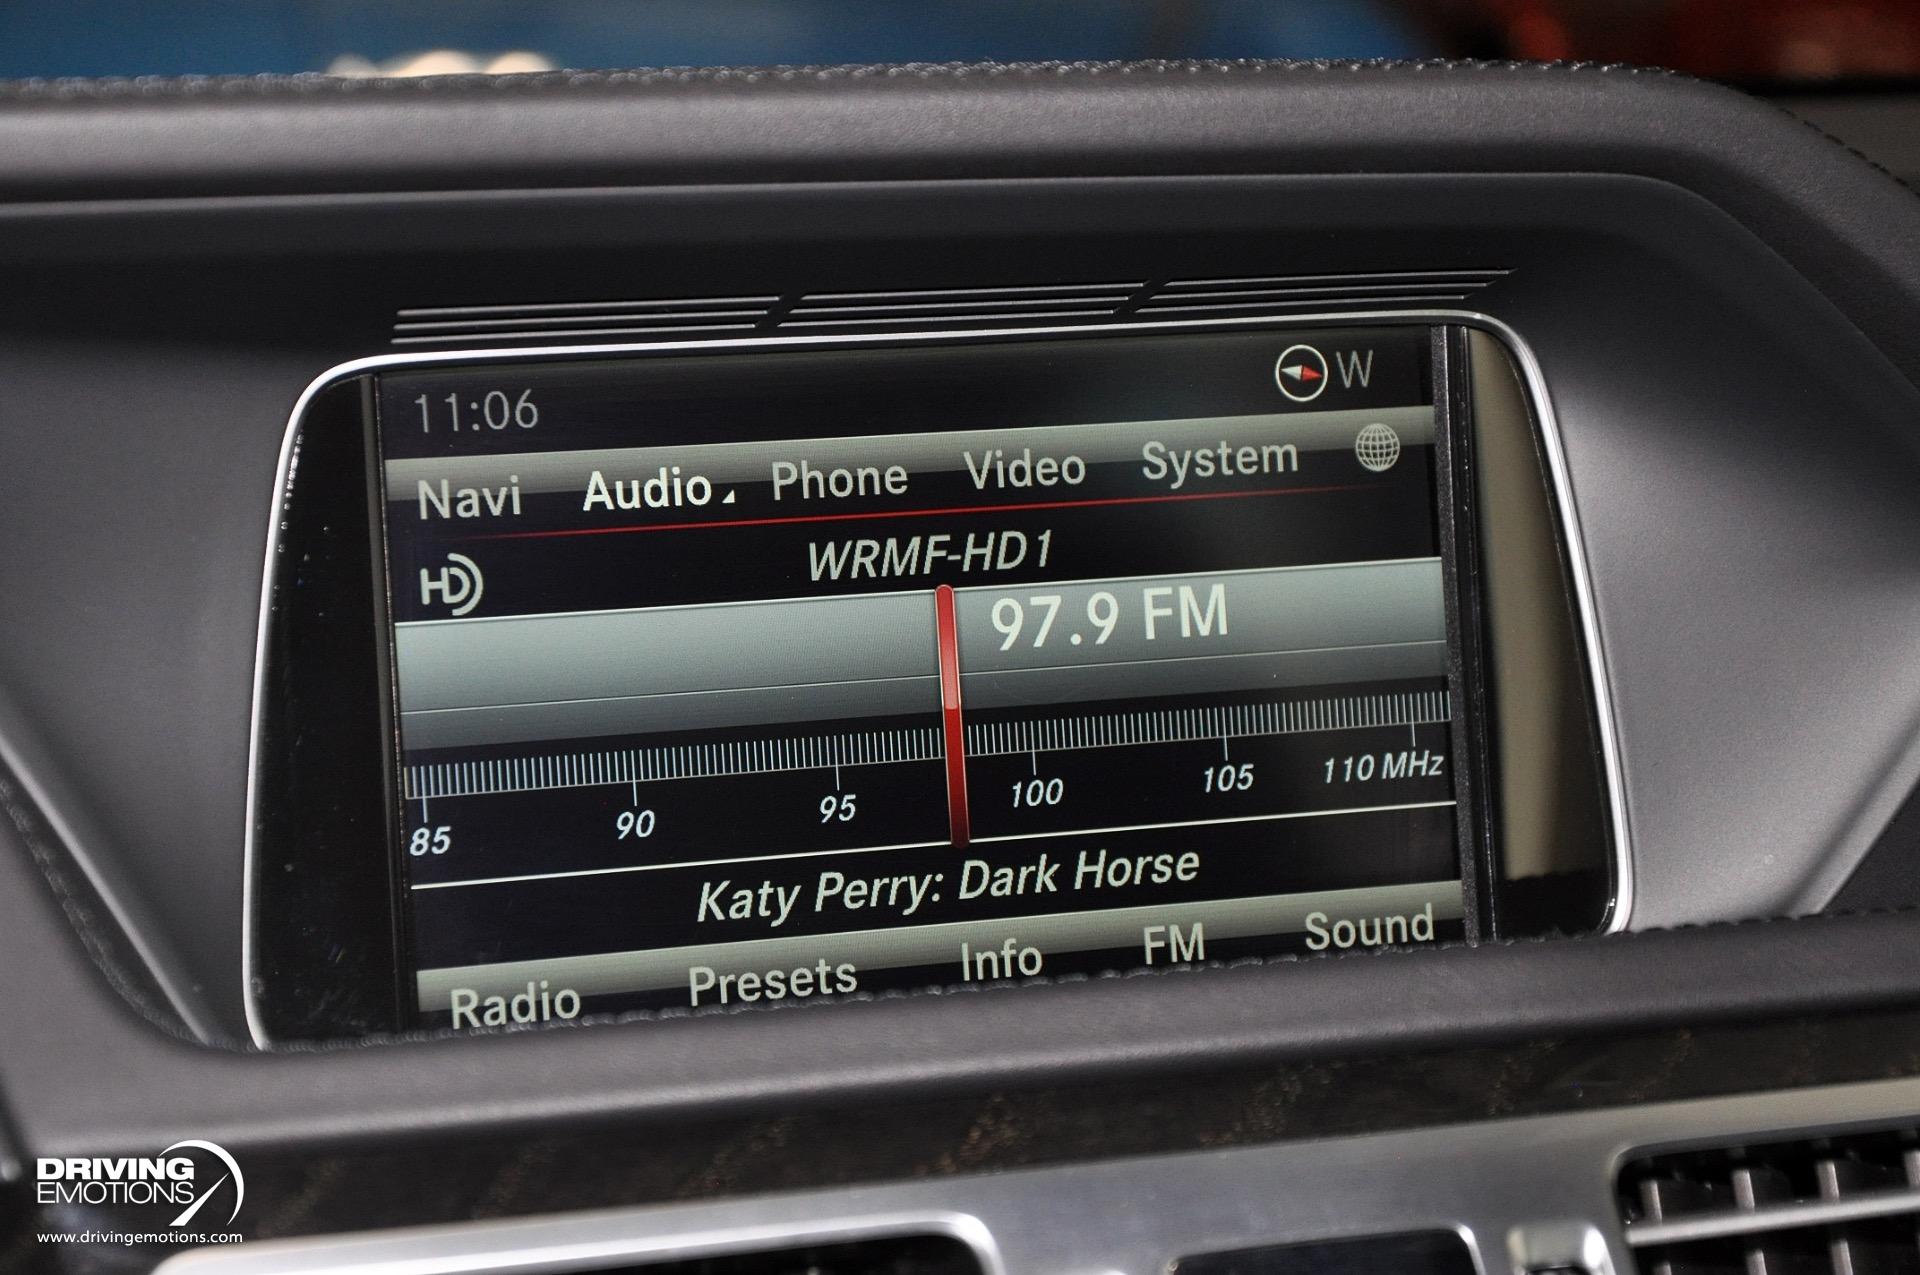 11:06 W
Navi Audio Phone Video System
HD WRMF-HD1
97.9 FM
85 90 95 100 105 110 MHz
Katy Perry: Dark Horse
Radio Presets Info FM Sound
DRIVING
EMOTIONS
www.drivingemotions.com